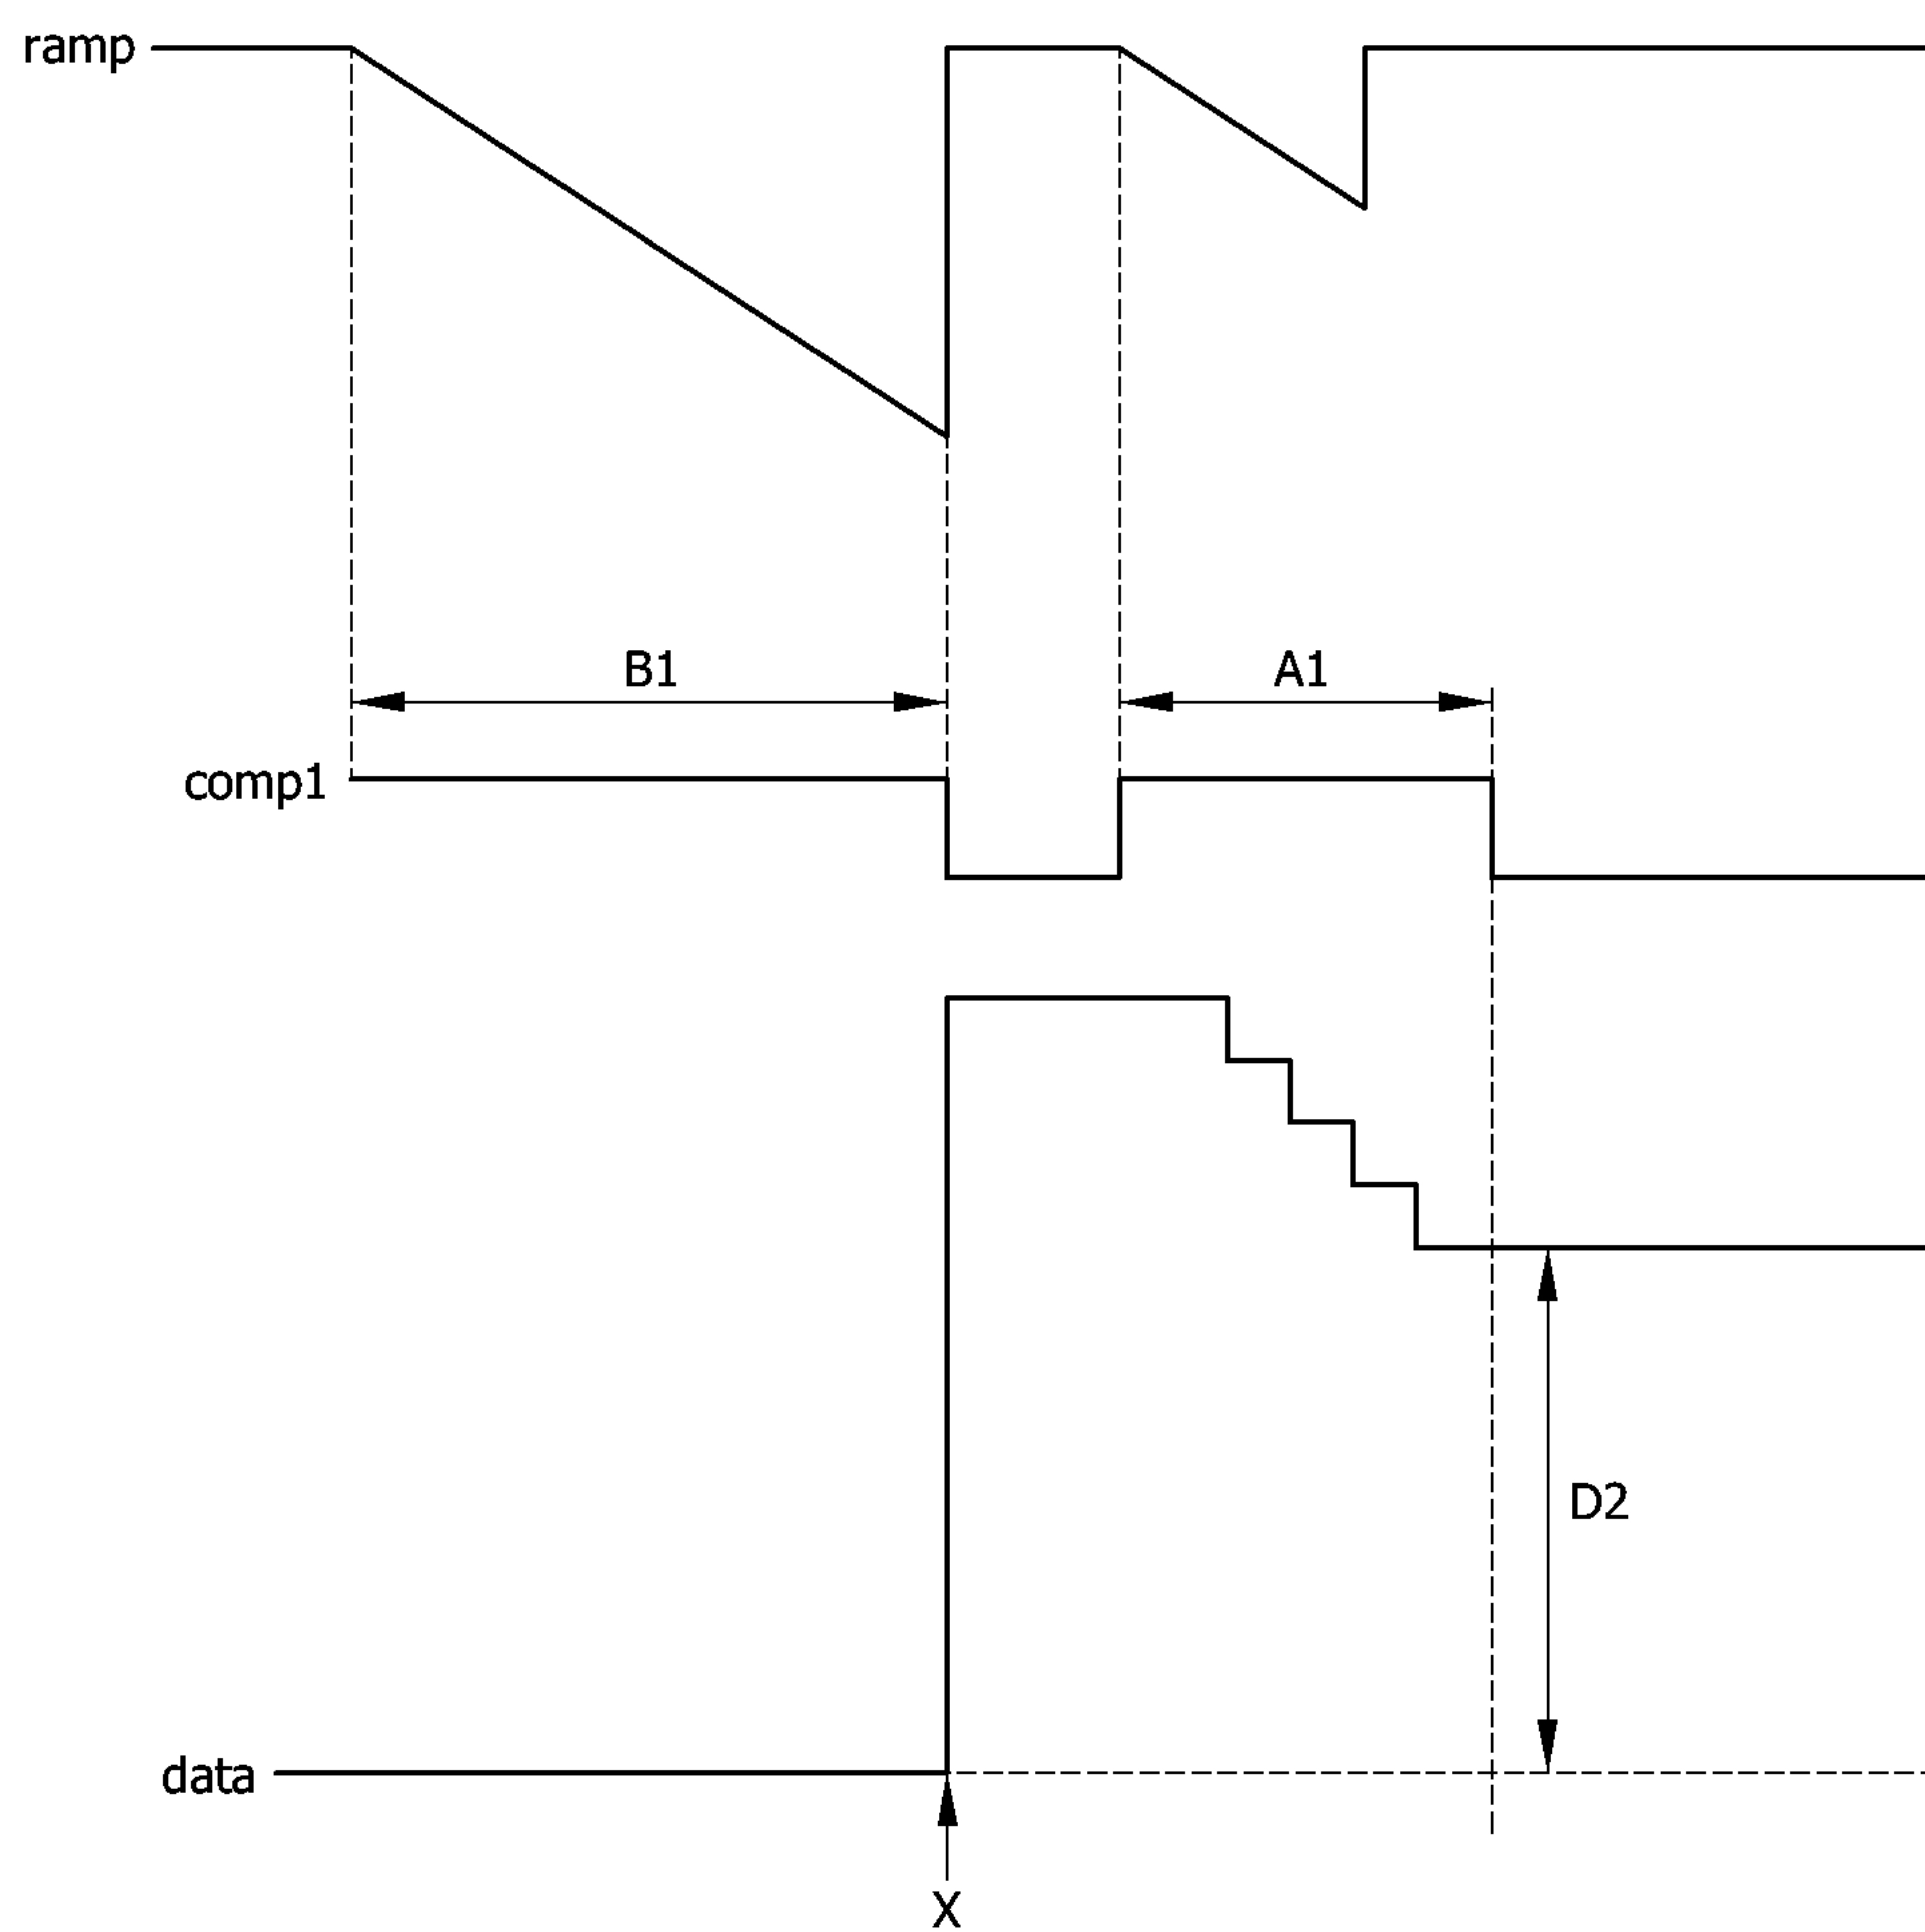 ramp
B1
A1
comp1
D2
data
X